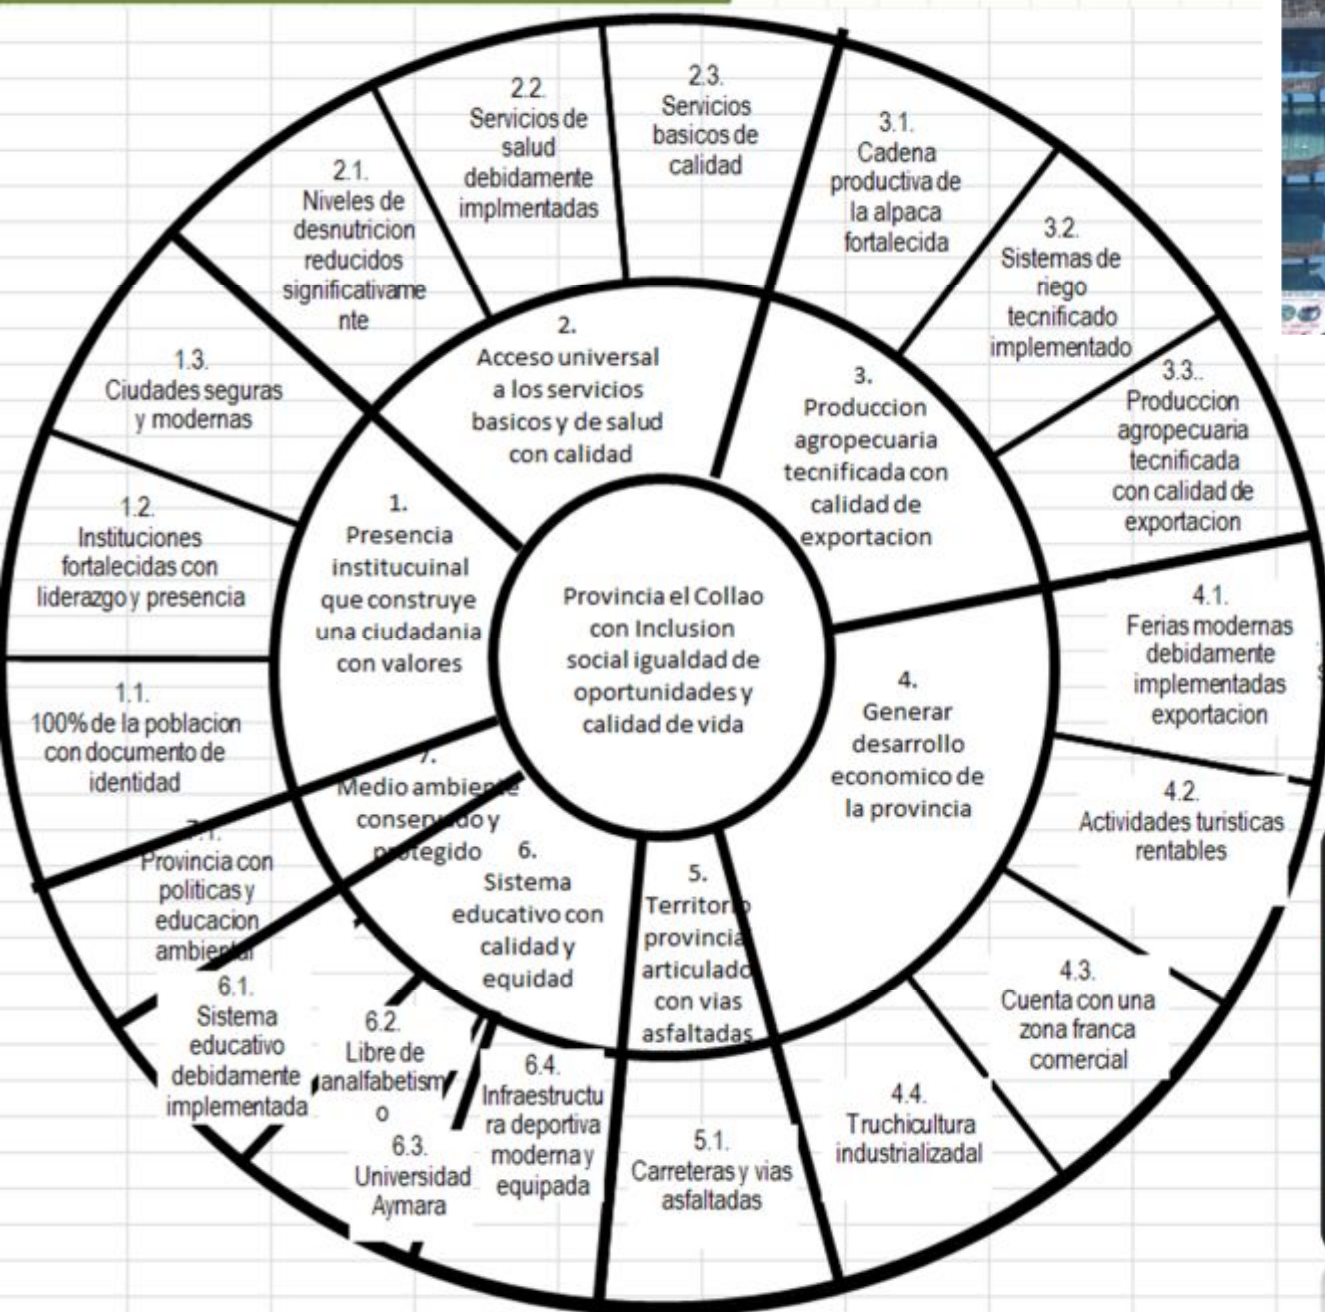 Provincia el Collao
con Inclusion
social igualdad de
oportunidades y
calidad de vida
1.
Presencia
institucuinal
que construye
una ciudadania
con valores
1.1.
100% de la poblacion
con documento de
identidad
1.2.
Instituciones
fortalecidas con
liderazgo y presencia
1.3.
Ciudades seguras
y modernas
2.
Acceso universal
a los servicios
basicos y de salud
con calidad
2.1.
Niveles de
desnutricion
reducidos
significativame
nte
2.2.
Servicios de
salud
debidamente
implmentadas
2.3.
Servicios
basicos de
calidad
3.
Produccion
agropecuaria
tecnificada con
calidad de
exportacion
3.1.
Cadena
productiva de
la alpaca
fortalecida
3.2.
Sistemas de
riego
tecnificado
implementado
3.3..
Produccion
agropecuaria
tecnificada
con calidad de
exportacion
4.
Generar
desarrollo
economico de
la provincia
4.1.
Ferias modernas
debidamente
implementadas
exportacion
4.2.
Actividades turisticas
rentables
4.3.
Cuenta con una
zona franca
comercial
4.4.
Truchicultura
industrializadal
5.
Territorio
provincial
articulado
con vias
asfaltadas
5.1.
Carreteras y vias
asfaltadas
6.
Sistema
educativo con
calidad y
equidad
6.1.
Sistema
educativo
debidamente
implementada
6.2.
Libre de
analfabetism
o
6.3.
Universidad
Aymara
6.4.
Infraestructu
ra deportiva
moderna y
equipada
7.
Medio ambiente
conservado y
protegido
7.1.
Provincia con
politicas y
educacion
ambiental